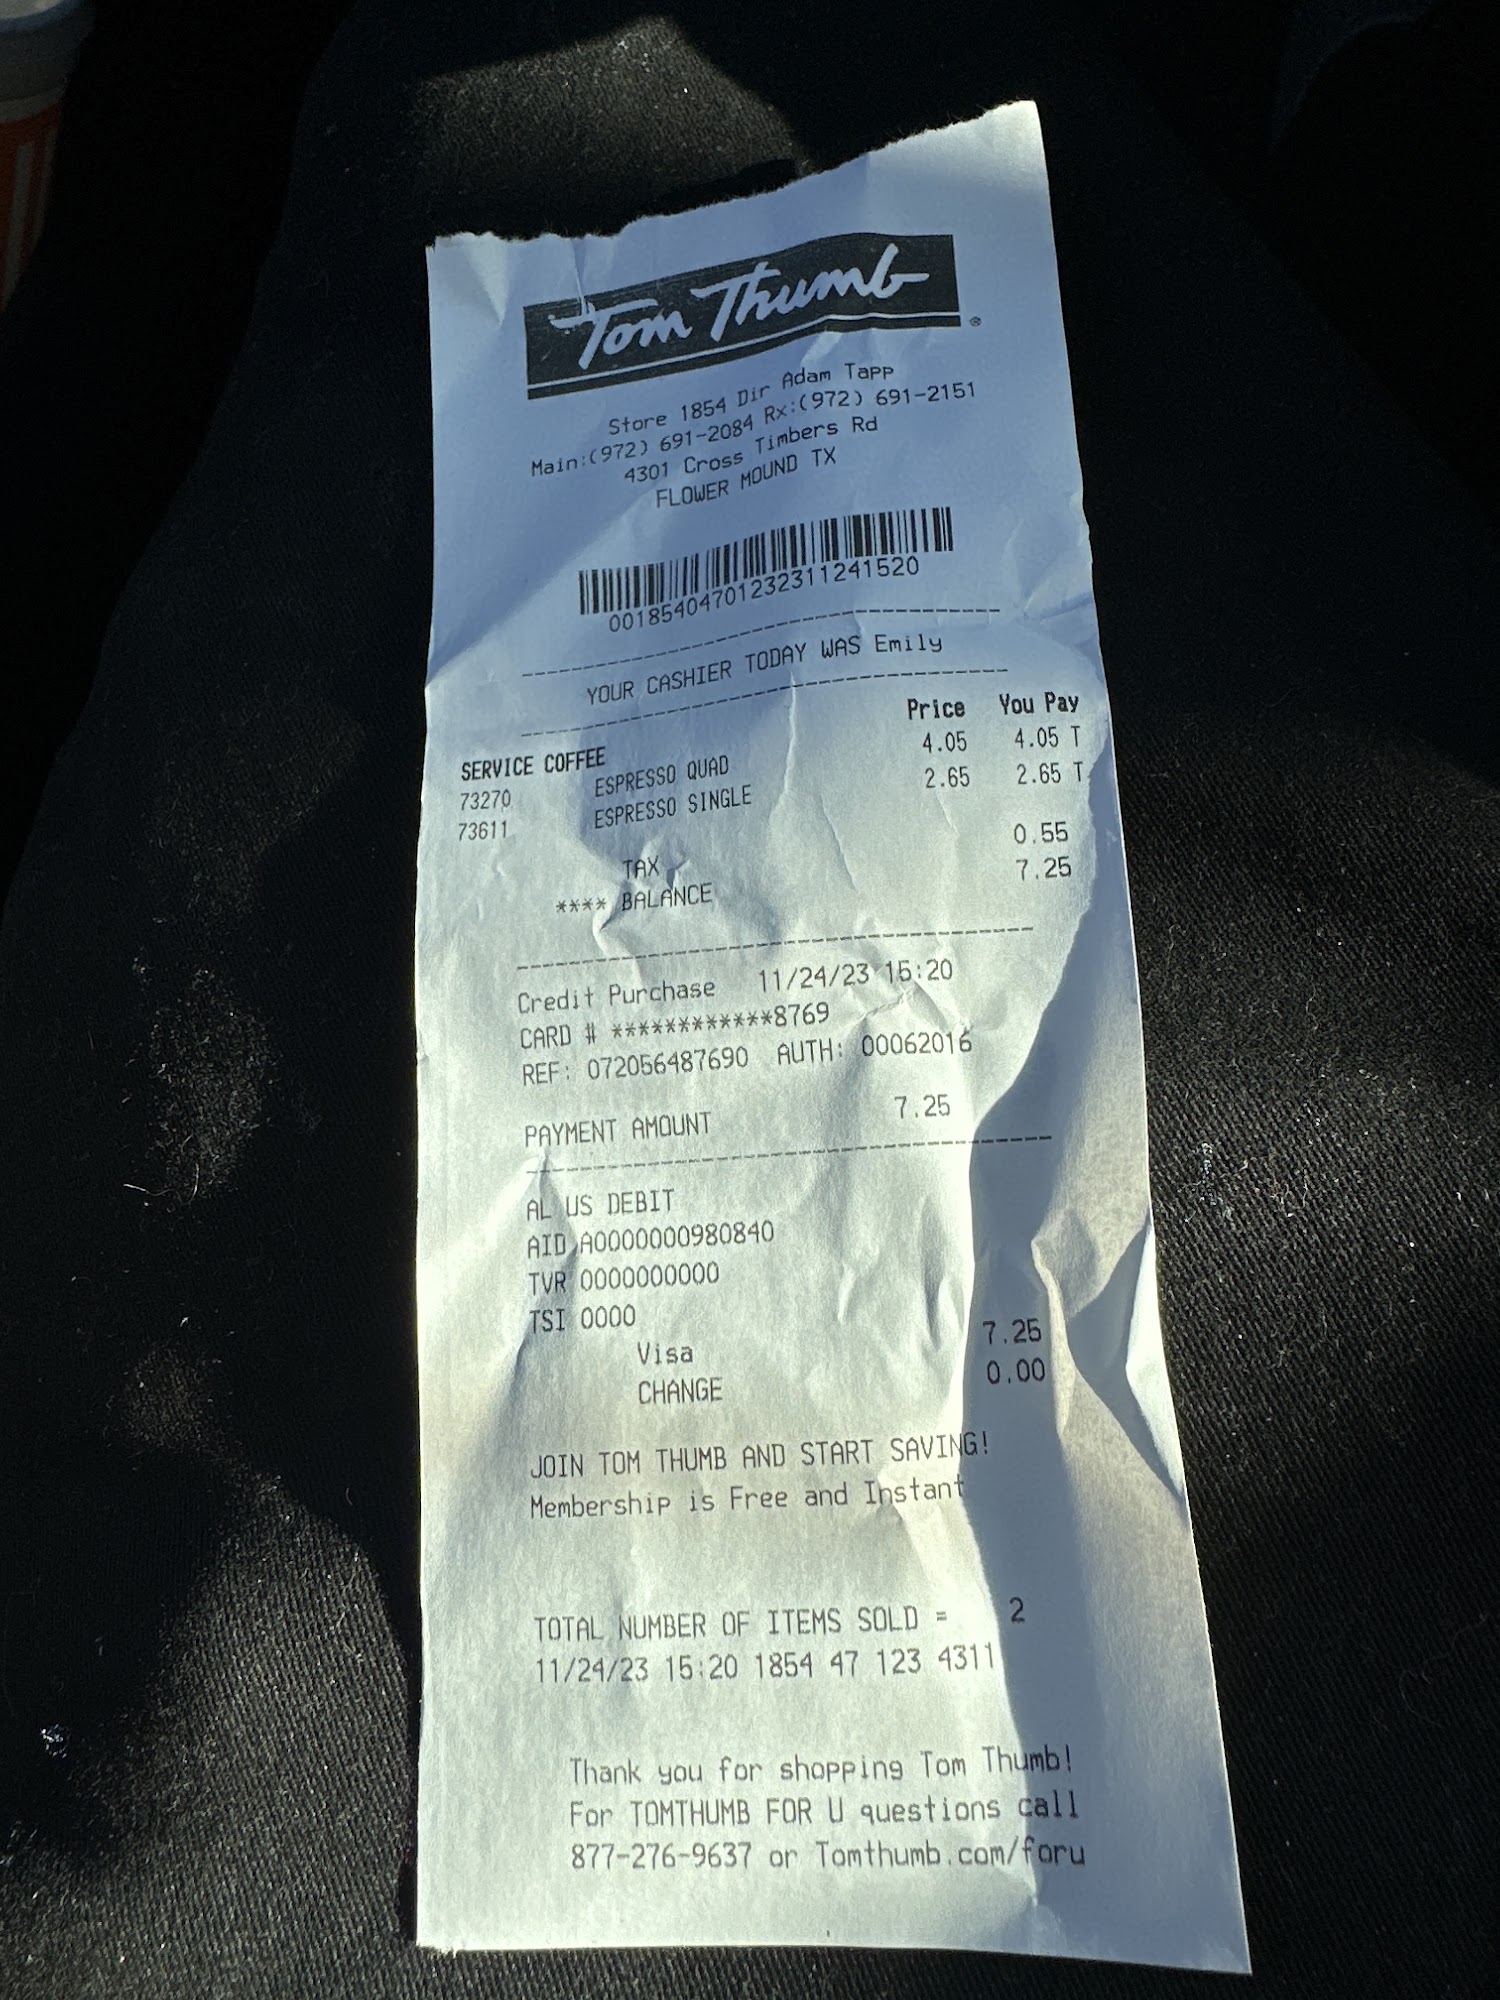 Tom Thumb ®
Store 1854 Dir Adam Tapp
Main:(972) 691-2084 Rx:(972) 691-2151
4301 Cross Timbers Rd
FLOWER MOUND TX
00185404701232311241520
YOUR CASHIER TODAY WAS Emily
Price You Pay
SERVICE COFFEE
73270 ESPRESSO QUAD 4.05 4.05 T
73611 ESPRESSO SINGLE 2.65 2.65 T
TAX 0.55
**** BALANCE 7.25
Credit Purchase 11/24/23 15:20
CARD # ************8769
REF: 072056487690 AUTH: 00062016
PAYMENT AMOUNT 7.25
AL US DEBIT
AID A0000000980840
TVR 0000000000
TSI 0000
Visa 7.25
CHANGE 0.00
JOIN TOM THUMB AND START SAVING!
Membership is Free and Instant
TOTAL NUMBER OF ITEMS SOLD = 2
11/24/23 15:20 1854 47 123 4311
Thank you for shopping Tom Thumb!
For TOMTHUMB FOR U questions call
877-276-9637 or Tomthumb.com/foru